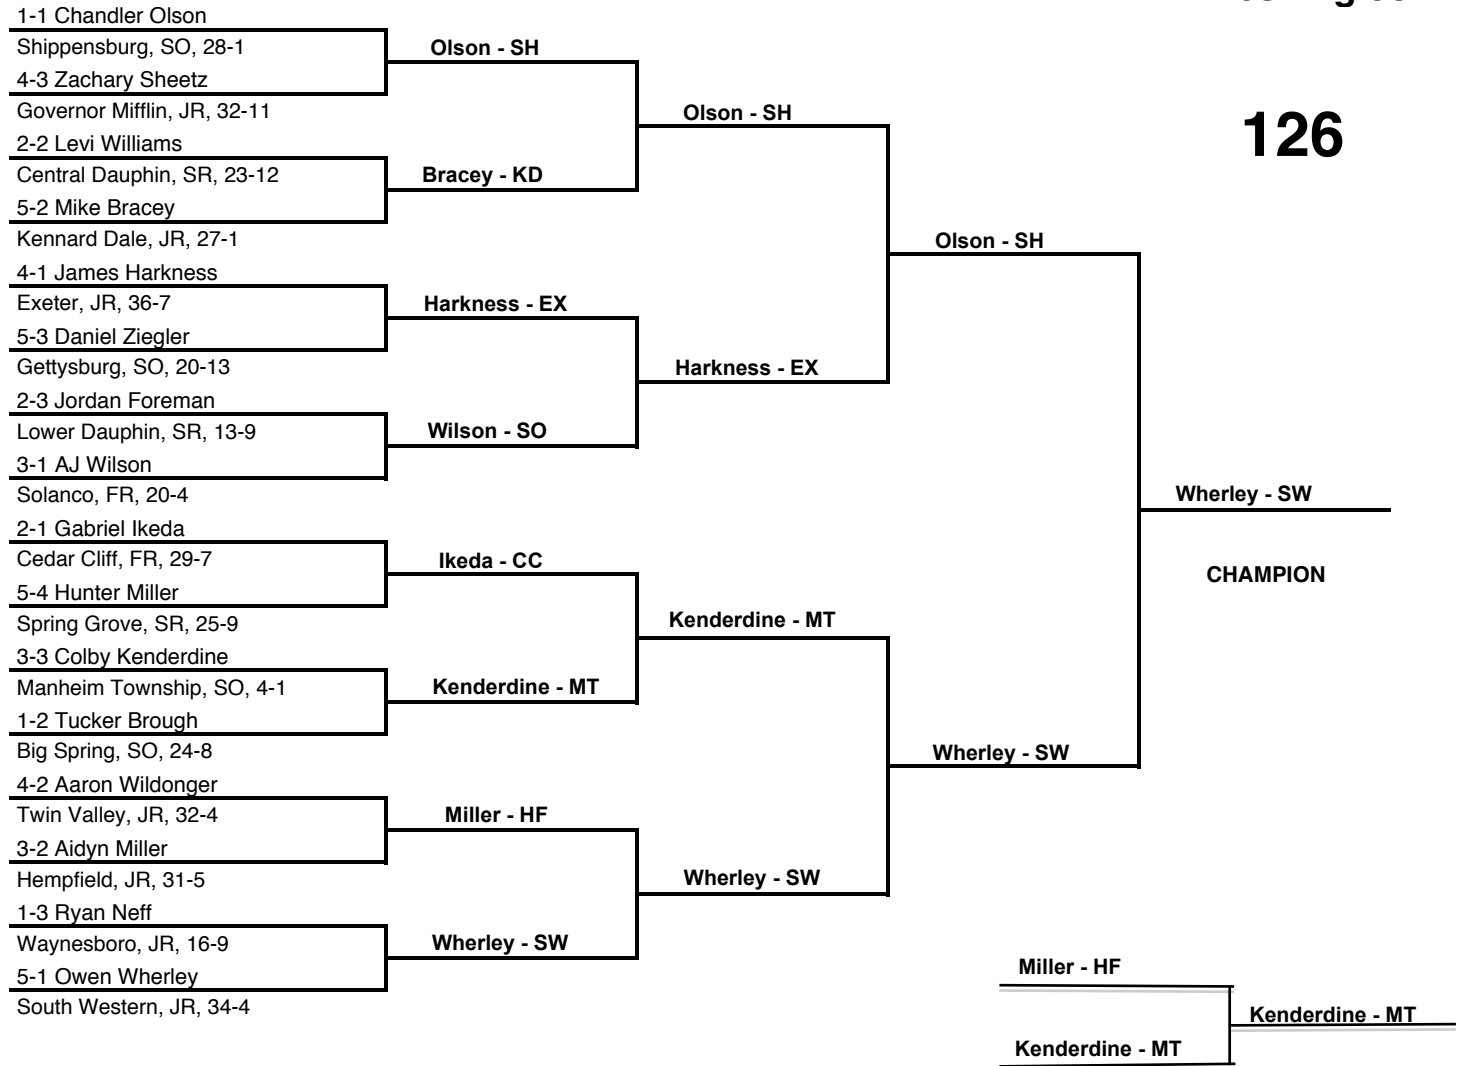 1-1 Chandler Olson
Shippensburg, SO, 28-1
4-3 Zachary Sheetz
Governor Mifflin, JR, 32-11
2-2 Levi Williams
Central Dauphin, SR, 23-12
5-2 Mike Bracey
Kennard Dale, JR, 27-1
4-1 James Harkness
Exeter, JR, 36-7
5-3 Daniel Ziegler
Gettysburg, SO, 20-13
2-3 Jordan Foreman
Lower Dauphin, SR, 13-9
3-1 AJ Wilson
Solanco, FR, 20-4
2-1 Gabriel Ikeda
Cedar Cliff, FR, 29-7
5-4 Hunter Miller
Spring Grove, SR, 25-9
3-3 Colby Kenderdine
Manheim Township, SO, 4-1
1-2 Tucker Brough
Big Spring, SO, 24-8
4-2 Aaron Wildonger
Twin Valley, JR, 32-4
3-2 Aidyn Miller
Hempfield, JR, 31-5
1-3 Ryan Neff
Waynesboro, JR, 16-9
5-1 Owen Wherley
South Western, JR, 34-4
Olson - SH
Bracey - KD
Harkness - EX
Wilson - SO
Ikeda - CC
Kenderdine - MT
Miller - HF
Wherley - SW
Olson - SH
Harkness - EX
Kenderdine - MT
Wherley - SW
Olson - SH
Wherley - SW
126
Wherley - SW
CHAMPION
Miller - HF
Kenderdine - MT
Kenderdine - MT